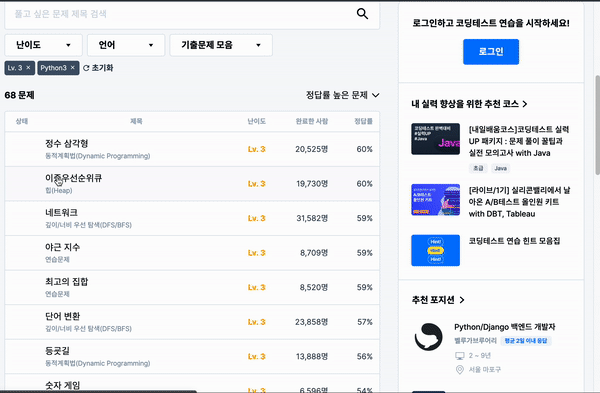 풀고 싶은 문제 제목 검색
난이도
언어
기출문제 모음
Lv. 3 ×
Python3 ×
초기화
68 문제
정답률 높은 문제
상태
제목
난이도
완료한 사람
정답률
정수 삼각형
동적계획법(Dynamic Programming)
Lv. 3
20,525명
60%
이중우선순위큐
힙(Heap)
Lv. 3
19,730명
60%
네트워크
깊이/너비 우선 탐색(DFS/BFS)
Lv. 3
31,582명
59%
야근 지수
연습문제
Lv. 3
8,709명
59%
최고의 집합
연습문제
Lv. 3
8,520명
59%
단어 변환
깊이/너비 우선 탐색(DFS/BFS)
Lv. 3
23,858명
57%
등굣길
동적계획법(Dynamic Programming)
Lv. 3
13,888명
56%
숫자 게임
Lv. 3
6,596명
54%
로그인하고 코딩테스트 연습을 시작하세요!
로그인
내 실력 향상을 위한 추천 코스
[내일배움코스]코딩테스트 실력
UP 패키지 : 문제 풀이 꿀팁과
실전 모의고사 with Java
초급
Java
[라이브/1기] 실리콘밸리에서 날
아온 A/B테스트 올인원 키트
with DBT, Tableau
Hint!
Hint!
코딩테스트 연습 힌트 모음집
추천 포지션
Python/Django 백엔드 개발자
벨루가브루어리
평균 2일 이내 응답
2 ~ 9년
서울 마포구